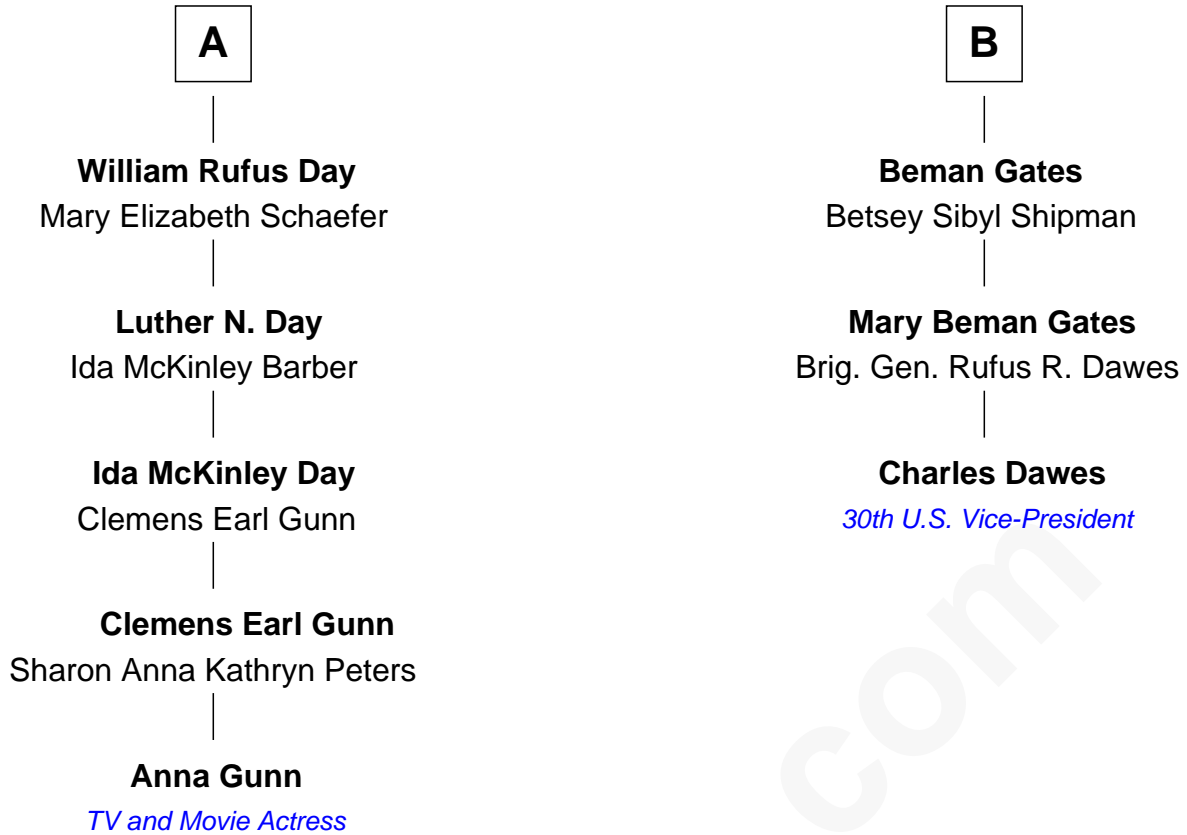 A
William Rufus Day
Mary Elizabeth Schaefer
Luther N. Day
Ida McKinley Barber
Ida McKinley Day
Clemens Earl Gunn
Clemens Earl Gunn
Sharon Anna Kathryn Peters
Anna Gunn
TV and Movie Actress
B
Beman Gates
Betsey Sibyl Shipman
Mary Beman Gates
Brig. Gen. Rufus R. Dawes
Charles Dawes
30th U.S. Vice-President
com